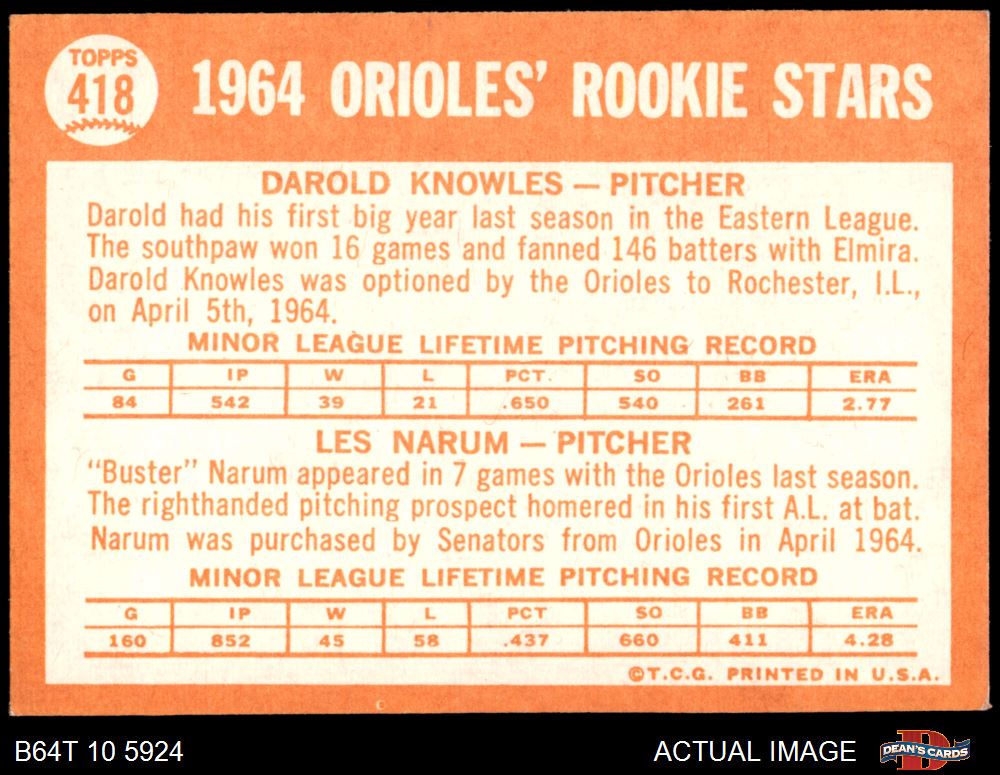 TOPPS
418
1964 ORIOLES' ROOKIE STARS
DAROLD KNOWLES — PITCHER
Darold had his first big year last season in the Eastern League.
The southpaw won 16 games and fanned 146 batters with Elmira.
Darold Knowles was optioned by the Orioles to Rochester, I.L.,
on April 5th, 1964.
MINOR LEAGUE LIFETIME PITCHING RECORD
G IP W L PCT. SO BB ERA
84 542 39 21 .650 540 261 2.77
LES NARUM — PITCHER
"Buster" Narum appeared in 7 games with the Orioles last season.
The righthanded pitching prospect homered in his first A.L. at bat.
Narum was purchased by Senators from Orioles in April 1964.
MINOR LEAGUE LIFETIME PITCHING RECORD
G IP W L PCT SO BB ERA
160 852 45 58 .437 660 411 4.28
©T.C.G. PRINTED IN U.S.A.
B64T 10 5924 ACTUAL IMAGE DEAN'S CARDS